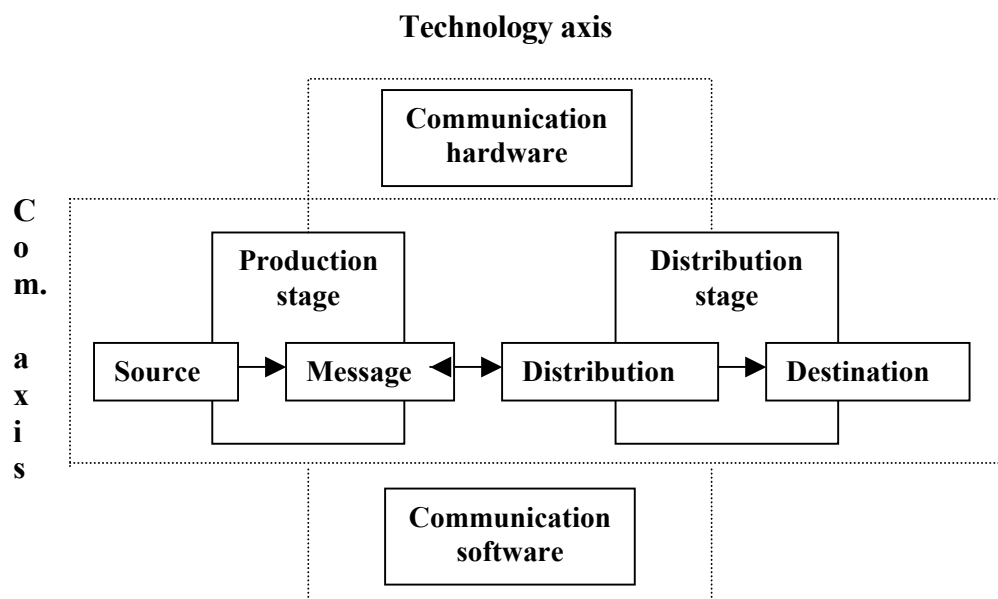 Technology axis
Communication
hardware
C
o
m.
a
x
i
s
Production
stage
Distribution
stage
Source
Message
Distribution
Destination
Communication
software